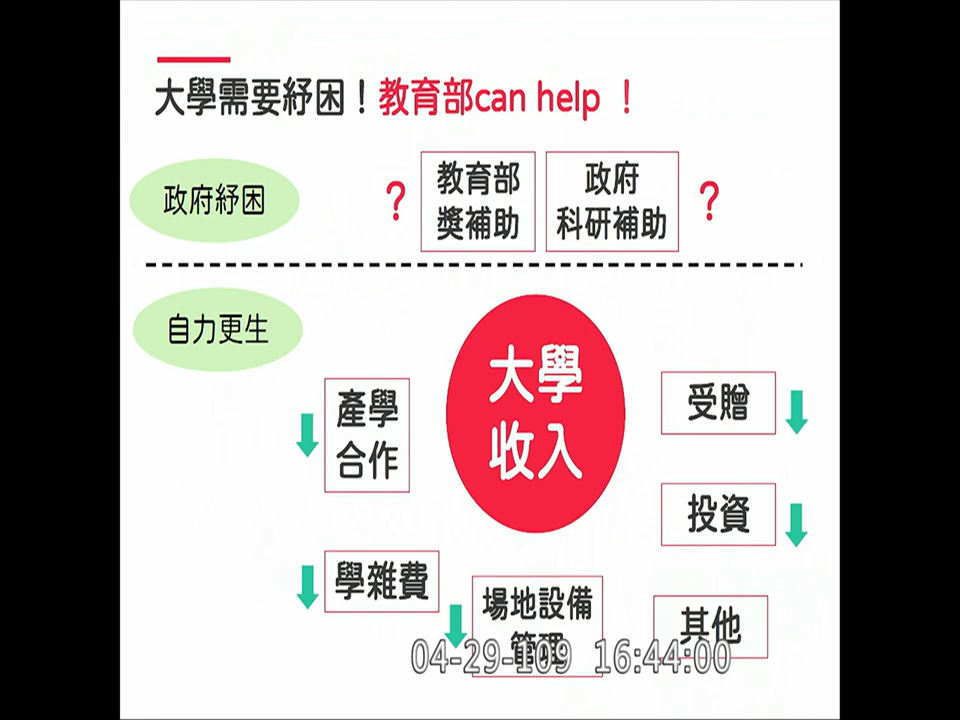 大學需要紓困！教育部can help ！
政府紓困
?
教育部
獎補助
政府
科研補助
?
自力更生
大學
收入
產學
合作
受贈
投資
學雜費
場地設備
管理
其他
04-29-109 16:44:00